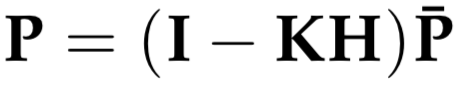 P = (I − KH)P̄